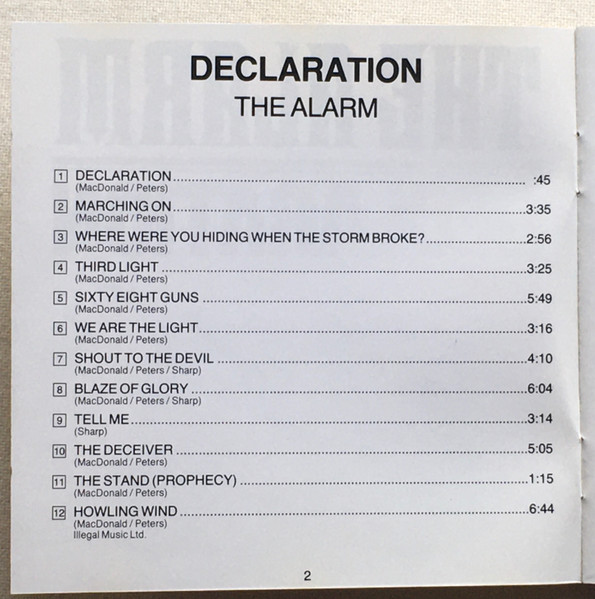 DECLARATION
THE ALARM
1 DECLARATION........................ :45
(MacDonald / Peters)
2 MARCHING ON........................3:35
(MacDonald / Peters)
3 WHERE WERE YOU HIDING WHEN THE STORM BROKE?........................2:56
(MacDonald / Peters)
4 THIRD LIGHT ........................3:25
(MacDonald / Peters)
5 SIXTY EIGHT GUNS ........................5:49
(MacDonald / Peters)
6 WE ARE THE LIGHT........................3:16
(MacDonald / Peters)
7 SHOUT TO THE DEVIL ........................4:10
(MacDonald / Peters / Sharp)
8 BLAZE OF GLORY ........................6:04
(MacDonald / Peters / Sharp)
9 TELL ME........................3:14
(Sharp)
10 THE DECEIVER ........................5:05
(MacDonald / Peters)
11 THE STAND (PROPHECY) ........................1:15
(MacDonald / Peters)
12 HOWLING WIND ........................6:44
(MacDonald / Peters)
Illegal Music Ltd.
2